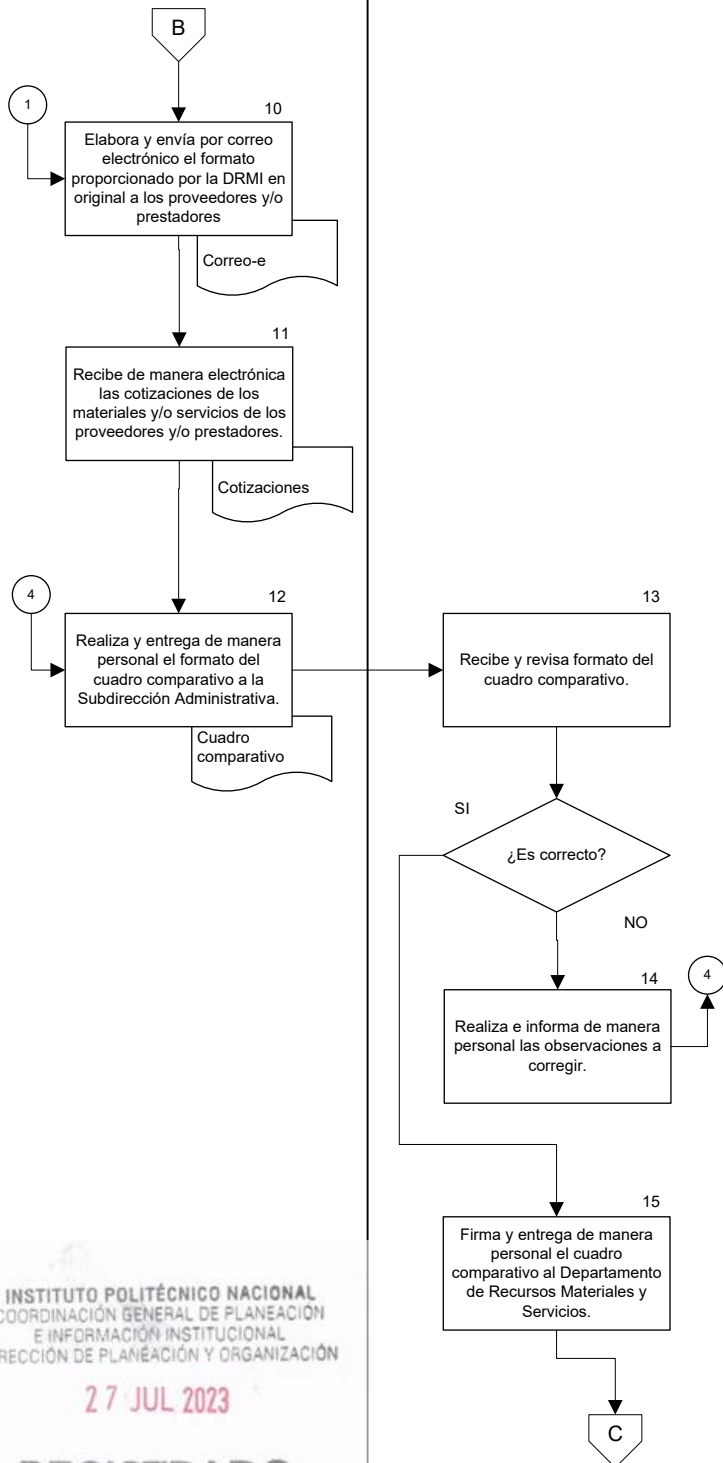 B
1
10
Elabora y envía por correo
electrónico el formato
proporcionado por la DRMI en
original a los proveedores y/o
prestadores
Correo-e
11
Recibe de manera electrónica
las cotizaciones de los
materiales y/o servicios de los
proveedores y/o prestadores.
Cotizaciones
4
12
Realiza y entrega de manera
personal el formato del
cuadro comparativo a la
Subdirección Administrativa.
Cuadro
comparativo
13
Recibe y revisa formato del
cuadro comparativo.
SI
¿Es correcto?
NO
14
4
Realiza e informa de manera
personal las observaciones a
corregir.
15
Firma y entrega de manera
personal el cuadro
comparativo al Departamento
de Recursos Materiales y
Servicios.
C
INSTITUTO POLITÉCNICO NACIONAL
COORDINACIÓN GENERAL DE PLANEACIÓN
E INFORMACIÓN INSTITUCIONAL
DIRECCIÓN DE PLANEACIÓN Y ORGANIZACIÓN
27 JUL 2023